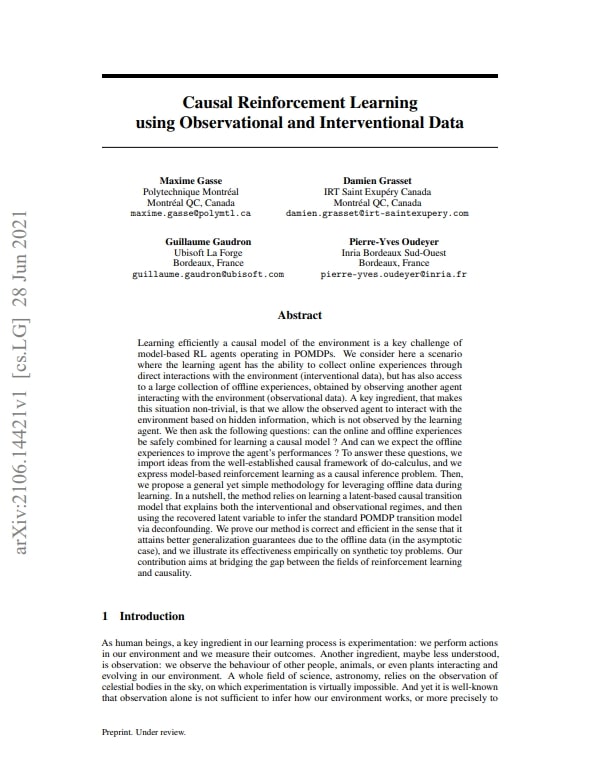 arXiv:2106.14421v1 [cs.LG] 28 Jun 2021
Causal Reinforcement Learning
using Observational and Interventional Data
Maxime Gasse
Polytechnique Montréal
Montréal QC, Canada
maxime.gasse@polymtl.ca
Damien Grasset
IRT Saint Exupéry Canada
Montréal QC, Canada
damien.grasset@irt-saintexupery.com
Guillaume Gaudron
Ubisoft La Forge
Bordeaux, France
guillaume.gaudron@ubisoft.com
Pierre-Yves Oudeyer
Inria Bordeaux Sud-Ouest
Bordeaux, France
pierre-yves.oudeyer@inria.fr
Abstract
Learning efficiently a causal model of the environment is a key challenge of
model-based RL agents operating in POMDPs. We consider here a scenario
where the learning agent has the ability to collect online experiences through
direct interactions with the environment (interventional data), but has also access
to a large collection of offline experiences, obtained by observing another agent
interacting with the environment (observational data). A key ingredient, that makes
this situation non-trivial, is that we allow the observed agent to interact with the
environment based on hidden information, which is not observed by the learning
agent. We then ask the following questions: can the online and offline experiences
be safely combined for learning a causal model ? And can we expect the offline
experiences to improve the agent's performances ? To answer these questions, we
import ideas from the well-established causal framework of do-calculus, and we
express model-based reinforcement learning as a causal inference problem. Then,
we propose a general yet simple methodology for leveraging offline data during
learning. In a nutshell, the method relies on learning a latent-based causal transition
model that explains both the interventional and observational regimes, and then
using the recovered latent variable to infer the standard POMDP transition model
via deconfounding. We prove our method is correct and efficient in the sense that it
attains better generalization guarantees due to the offline data (in the asymptotic
case), and we illustrate its effectiveness empirically on synthetic toy problems. Our
contribution aims at bridging the gap between the fields of reinforcement learning
and causality.
1 Introduction
As human beings, a key ingredient in our learning process is experimentation: we perform actions
in our environment and we measure their outcomes. Another ingredient, maybe less understood,
is observation: we observe the behaviour of other people, animals, or even plants interacting and
evolving in our environment. A whole field of science, astronomy, relies on the observation of
celestial bodies in the sky, on which experimentation is virtually impossible. And yet it is well-known
that observation alone is not sufficient to infer how our environment works, or more precisely to
Preprint. Under review.